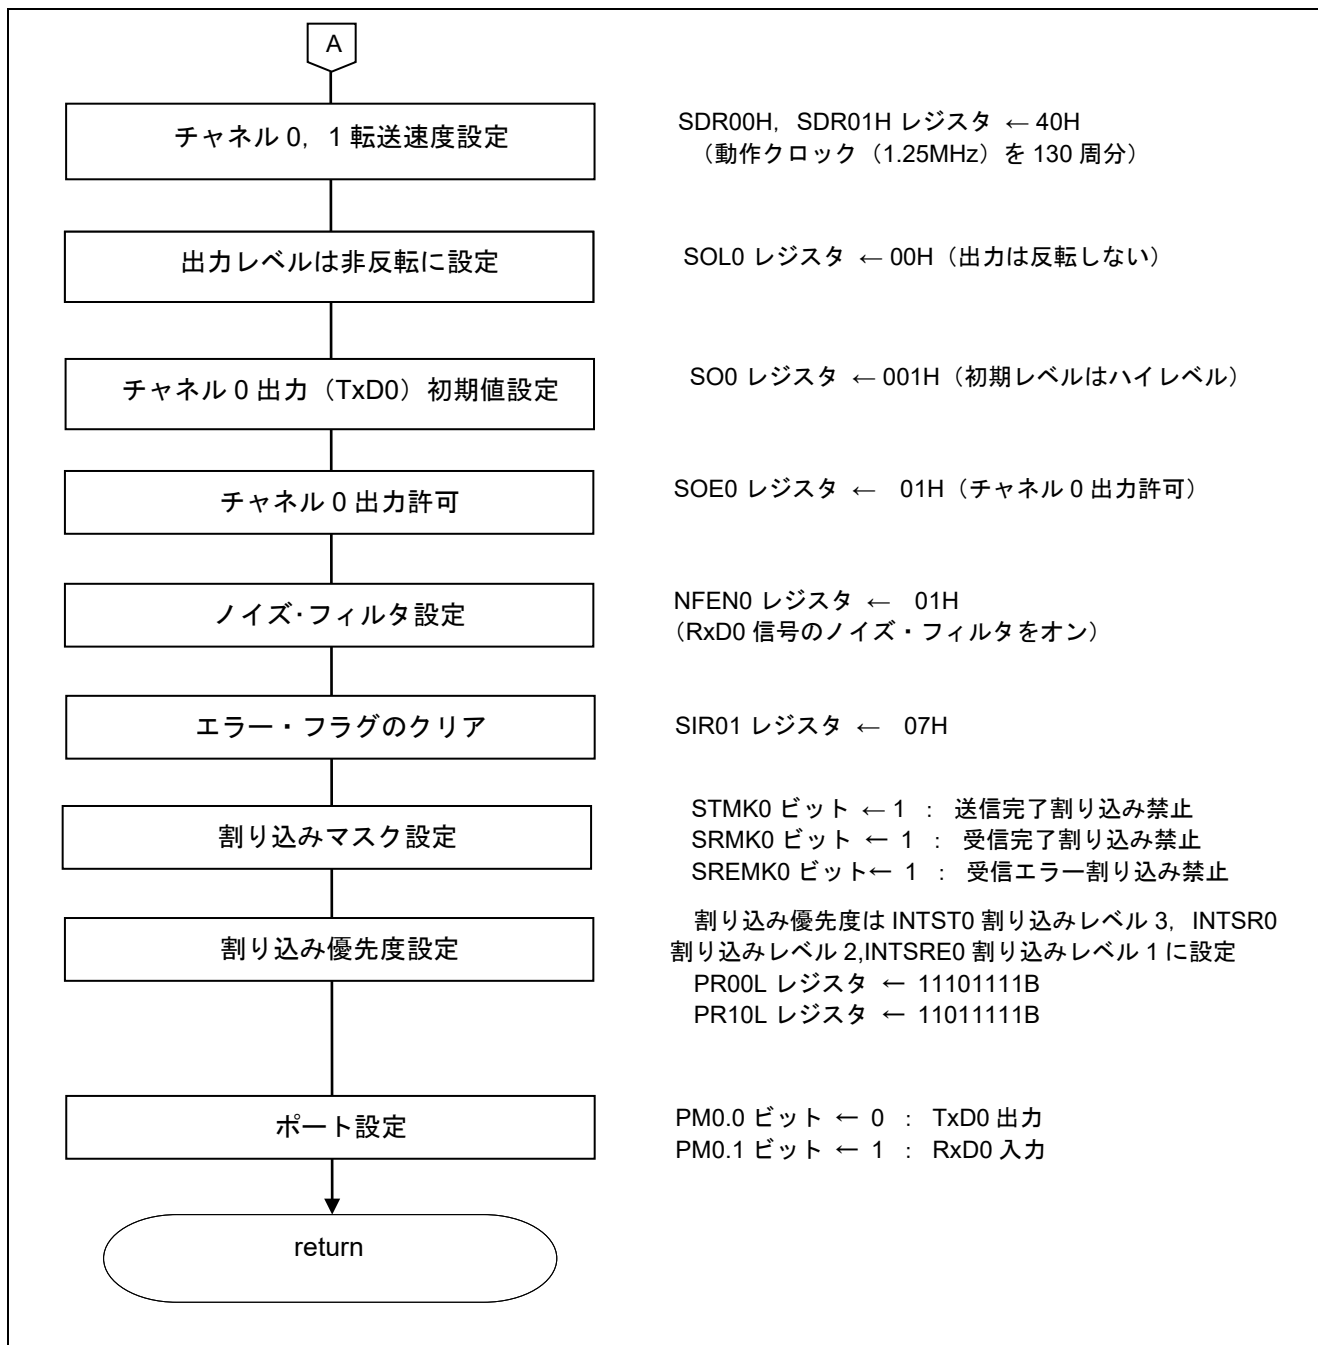 A
チャネル 0, 1 転送速度設定
SDR00H, SDR01H レジスタ ← 40H
(動作クロック(1.25MHz)を 130 周分)
出力レベルは非反転に設定
SOL0 レジスタ ← 00H(出力は反転しない)
チャネル 0 出力(TxD0)初期値設定
SO0 レジスタ ← 001H(初期レベルはハイレベル)
チャネル 0 出力許可
SOE0 レジスタ ← 01H(チャネル 0 出力許可)
ノイズ・フィルタ設定
NFEN0 レジスタ ← 01H
(RxD0 信号のノイズ・フィルタをオン)
エラー・フラグのクリア
SIR01 レジスタ ← 07H
割り込みマスク設定
STMK0 ビット ← 1 : 送信完了割り込み禁止
SRMK0 ビット ← 1 : 受信完了割り込み禁止
SREMK0 ビット← 1 : 受信エラー割り込み禁止
割り込み優先度設定
割り込み優先度は INTST0 割り込みレベル 3, INTSR0
割り込みレベル 2,INTSRE0 割り込みレベル 1 に設定
PR00L レジスタ ← 11101111B
PR10L レジスタ ← 11011111B
ポート設定
PM0.0 ビット ← 0 : TxD0 出力
PM0.1 ビット ← 1 : RxD0 入力
return